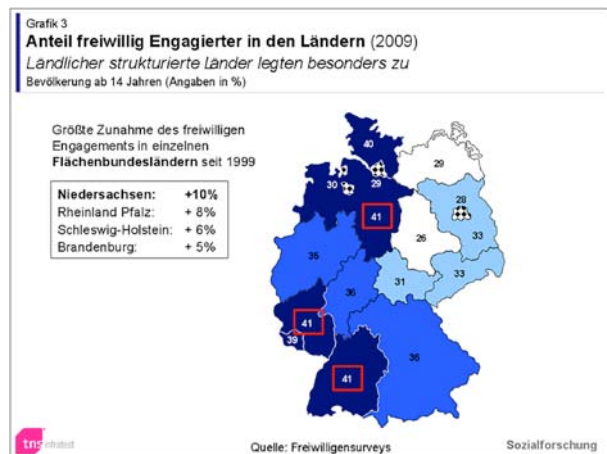 Grafik 3
Anteil freiwillig Engagierter in den Ländern (2009)
Ländlicher strukturierte Länder legten besonders zu
Bevölkerung ab 14 Jahren (Angaben in %)
Größte Zunahme des freiwilligen
Engagements in einzelnen
Flächenbundesländern seit 1999
Niedersachsen: +10%
Rheinland Pfalz: + 8%
Schleswig-Holstein: + 6%
Brandenburg: + 5%
40
29
30
29
28
41
26
33
35
31
33
36
41
39
36
41
tns infratest
Quelle: Freiwilligensurveys
Sozialforschung